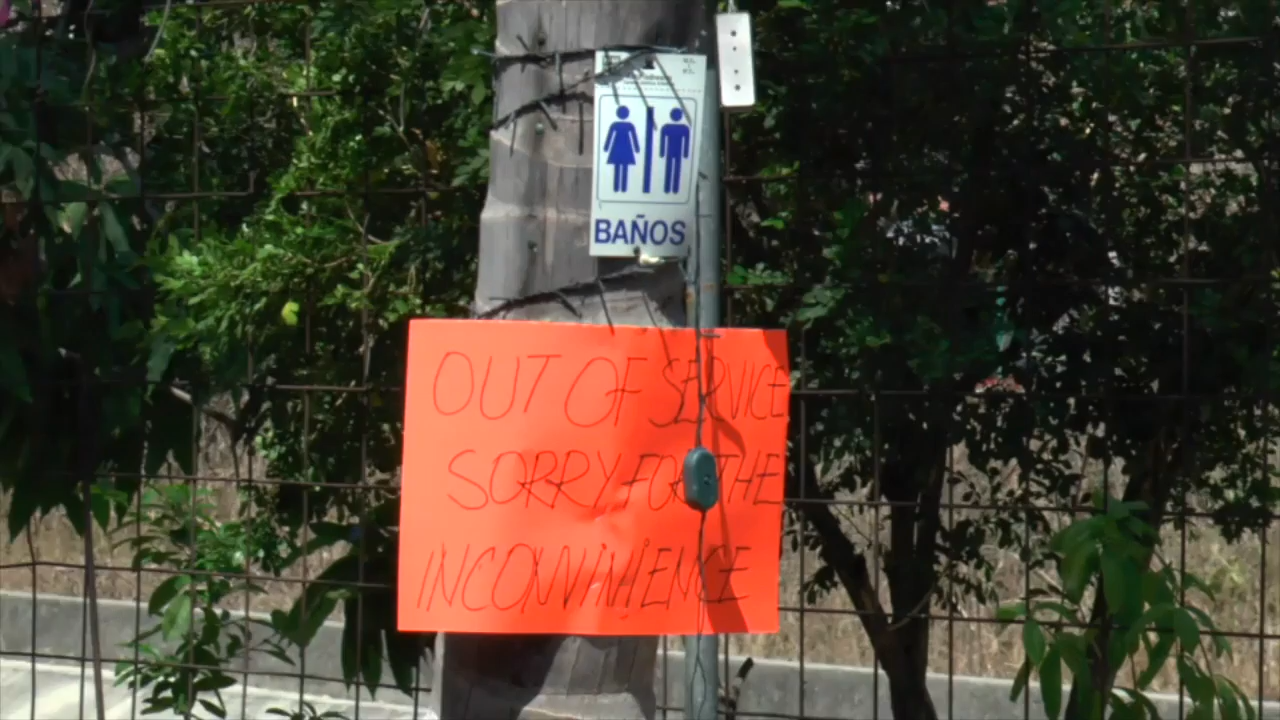 BAÑOS
OUT OF SERVICE
SORRY FOR THE
INCONVINIENCE